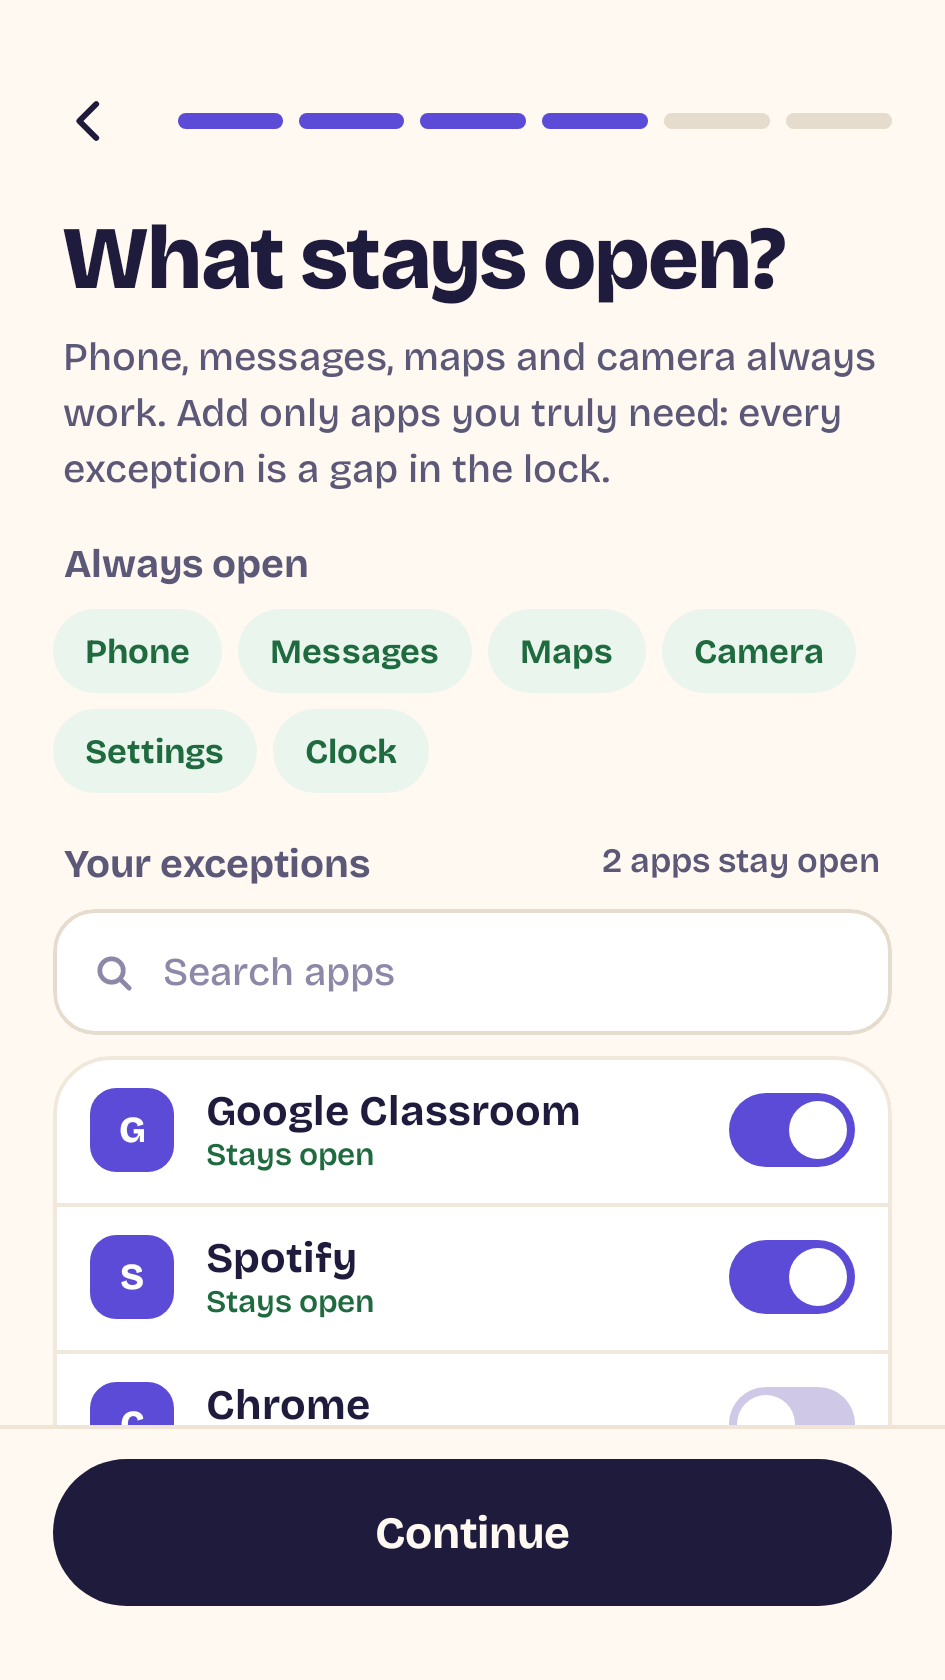 What stays open?
Phone, messages, maps and camera always
work. Add only apps you truly need: every
exception is a gap in the lock.
Always open
Phone Messages Maps Camera
Settings Clock
Your exceptions 2 apps stay open
Search apps
G Google Classroom
Stays open
S Spotify
Stays open
C Chrome
Continue